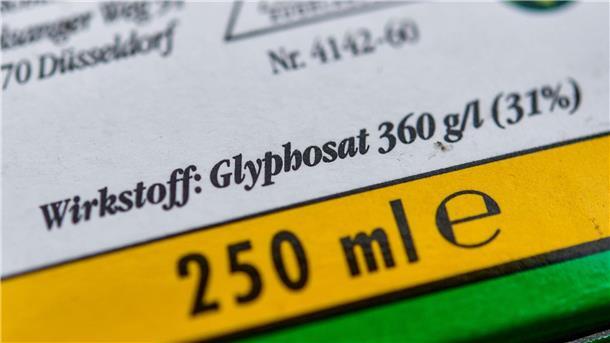 70 Düsseldorf
Nr. 4142-60
Wirkstoff: Glyphosat 360 g/l (31%)
250 ml ℮